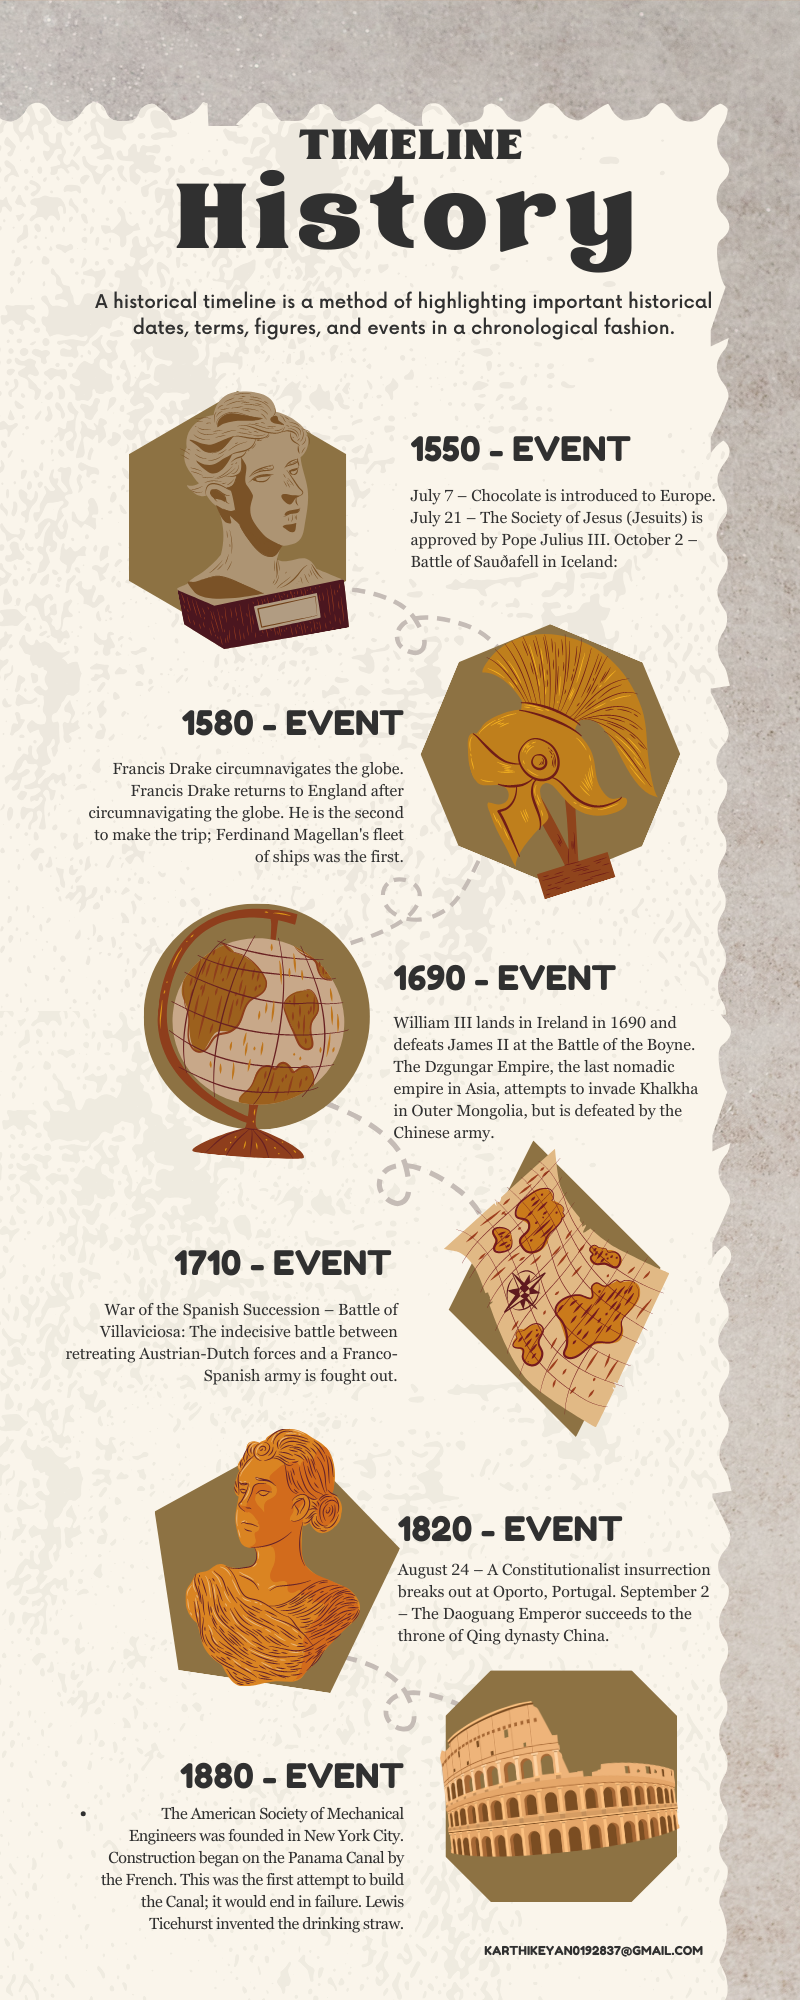 TIMELINE
History
A historical timeline is a method of highlighting important historical
dates, terms, figures, and events in a chronological fashion.
1550 - EVENT
July 7 – Chocolate is introduced to Europe.
July 21 – The Society of Jesus (Jesuits) is
approved by Pope Julius III. October 2 –
Battle of Sauðafell in Iceland:
1580 - EVENT
Francis Drake circumnavigates the globe.
Francis Drake returns to England after
circumnavigating the globe. He is the second
to make the trip; Ferdinand Magellan's fleet
of ships was the first.
1690 - EVENT
William III lands in Ireland in 1690 and
defeats James II at the Battle of the Boyne.
The Dzgungar Empire, the last nomadic
empire in Asia, attempts to invade Khalkha
in Outer Mongolia, but is defeated by the
Chinese army.
1710 - EVENT
War of the Spanish Succession – Battle of
Villaviciosa: The indecisive battle between
retreating Austrian-Dutch forces and a Franco-
Spanish army is fought out.
1820 - EVENT
August 24 – A Constitutionalist insurrection
breaks out at Oporto, Portugal. September 2
– The Daoguang Emperor succeeds to the
throne of Qing dynasty China.
1880 - EVENT
• The American Society of Mechanical
Engineers was founded in New York City.
Construction began on the Panama Canal by
the French. This was the first attempt to build
the Canal; it would end in failure. Lewis
Ticehurst invented the drinking straw.
KARTHIKEYAN0192837@GMAIL.COM